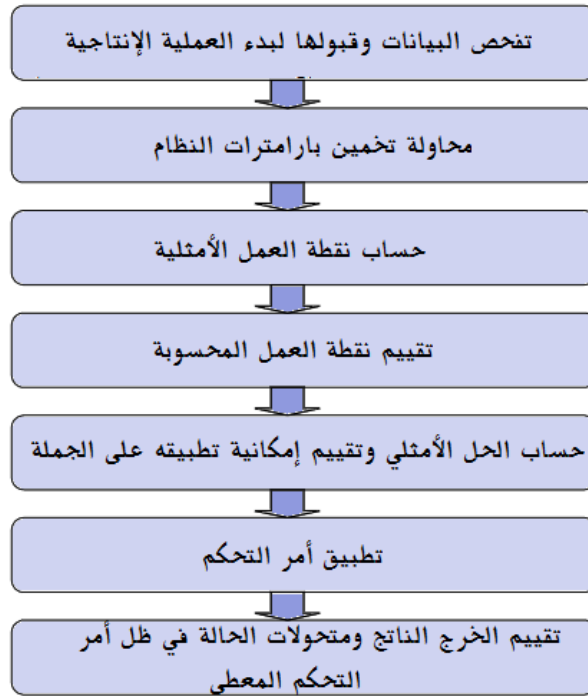 تفحص البيانات وقبولها لبدء العملية الإنتاجية
محاولة تخمين بارامترات النظام
حساب نقطة العمل الأمثلية
تقييم نقطة العمل المحسوبة
حساب الحل الأمثلي وتقييم إمكانية تطبيقه على الجملة
تطبيق أمر التحكم
تقييم الخرج الناتج ومتحولات الحالة في ظل أمر
التحكم المعطى